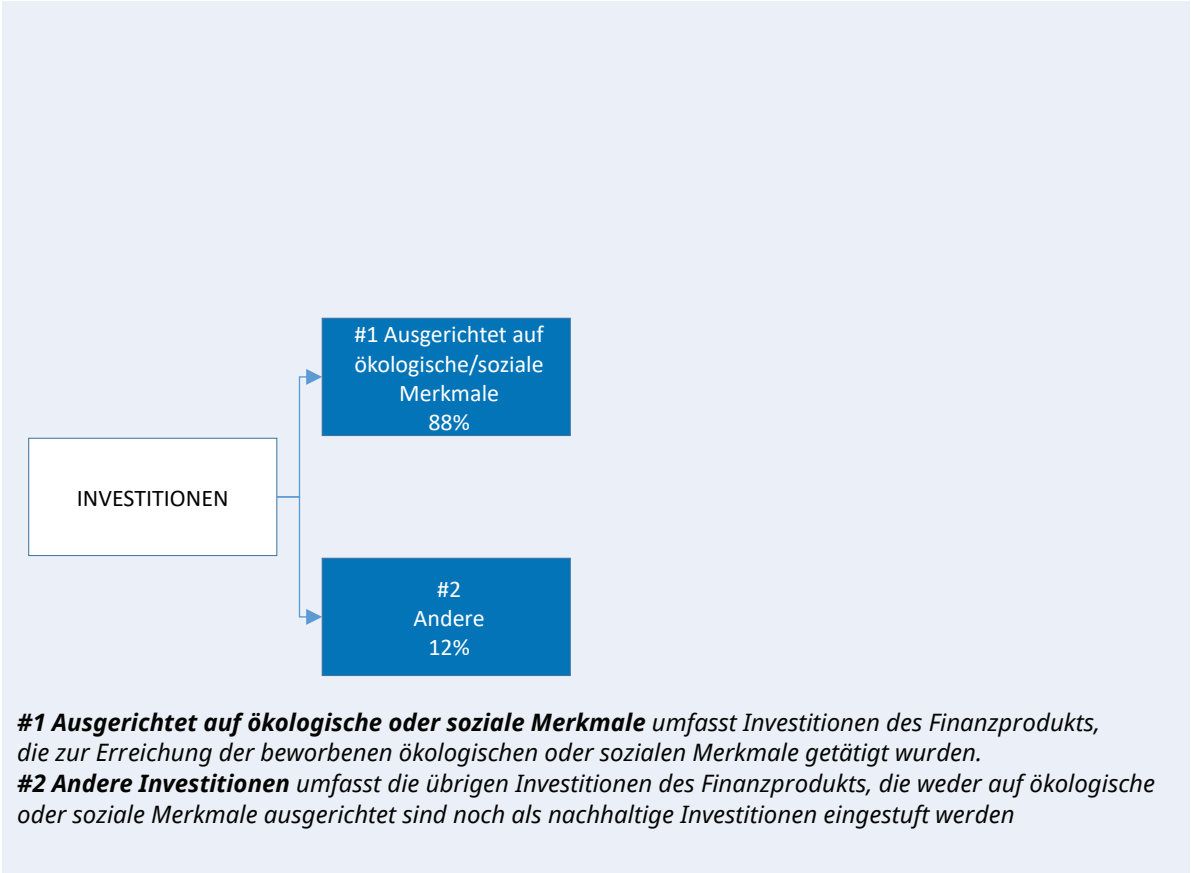 #1 Ausgerichtet auf
ökologische/soziale
Merkmale
88%
INVESTITIONEN
#2
Andere
12%
#1 Ausgerichtet auf ökologische oder soziale Merkmale umfasst Investitionen des Finanzprodukts,
die zur Erreichung der beworbenen ökologischen oder sozialen Merkmale getätigt wurden.
#2 Andere Investitionen umfasst die übrigen Investitionen des Finanzprodukts, die weder auf ökologische
oder soziale Merkmale ausgerichtet sind noch als nachhaltige Investitionen eingestuft werden